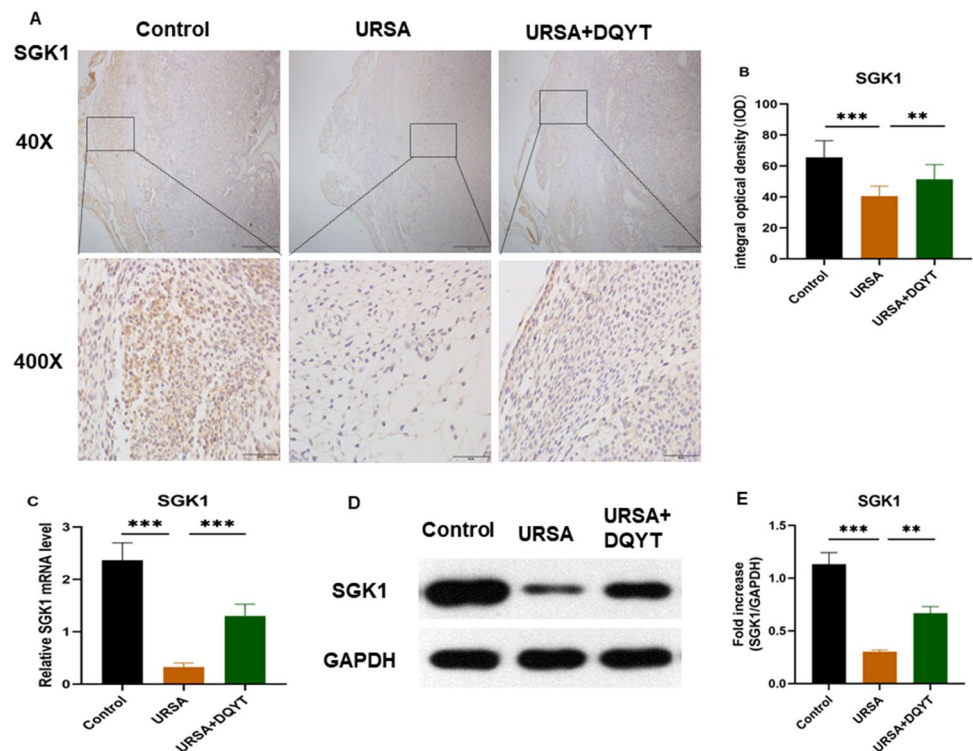 A
Control
URSA
URSA+DQYT
SGK1
40X
400X
B
SGK1
integral optical density (IOD)
100
80
60
40
20
0
***
**
Control
URSA
URSA+DQYT
C
SGK1
Relative SGK1 mRNA level
3
2
1
0
***
***
Control
URSA
URSA+DQYT
D
Control
URSA
URSA+
DQYT
SGK1
GAPDH
E
SGK1
Fold increase
(SGK1/GAPDH)
1.5
1.0
0.5
0.0
***
**
Control
URSA
URSA+DQYT